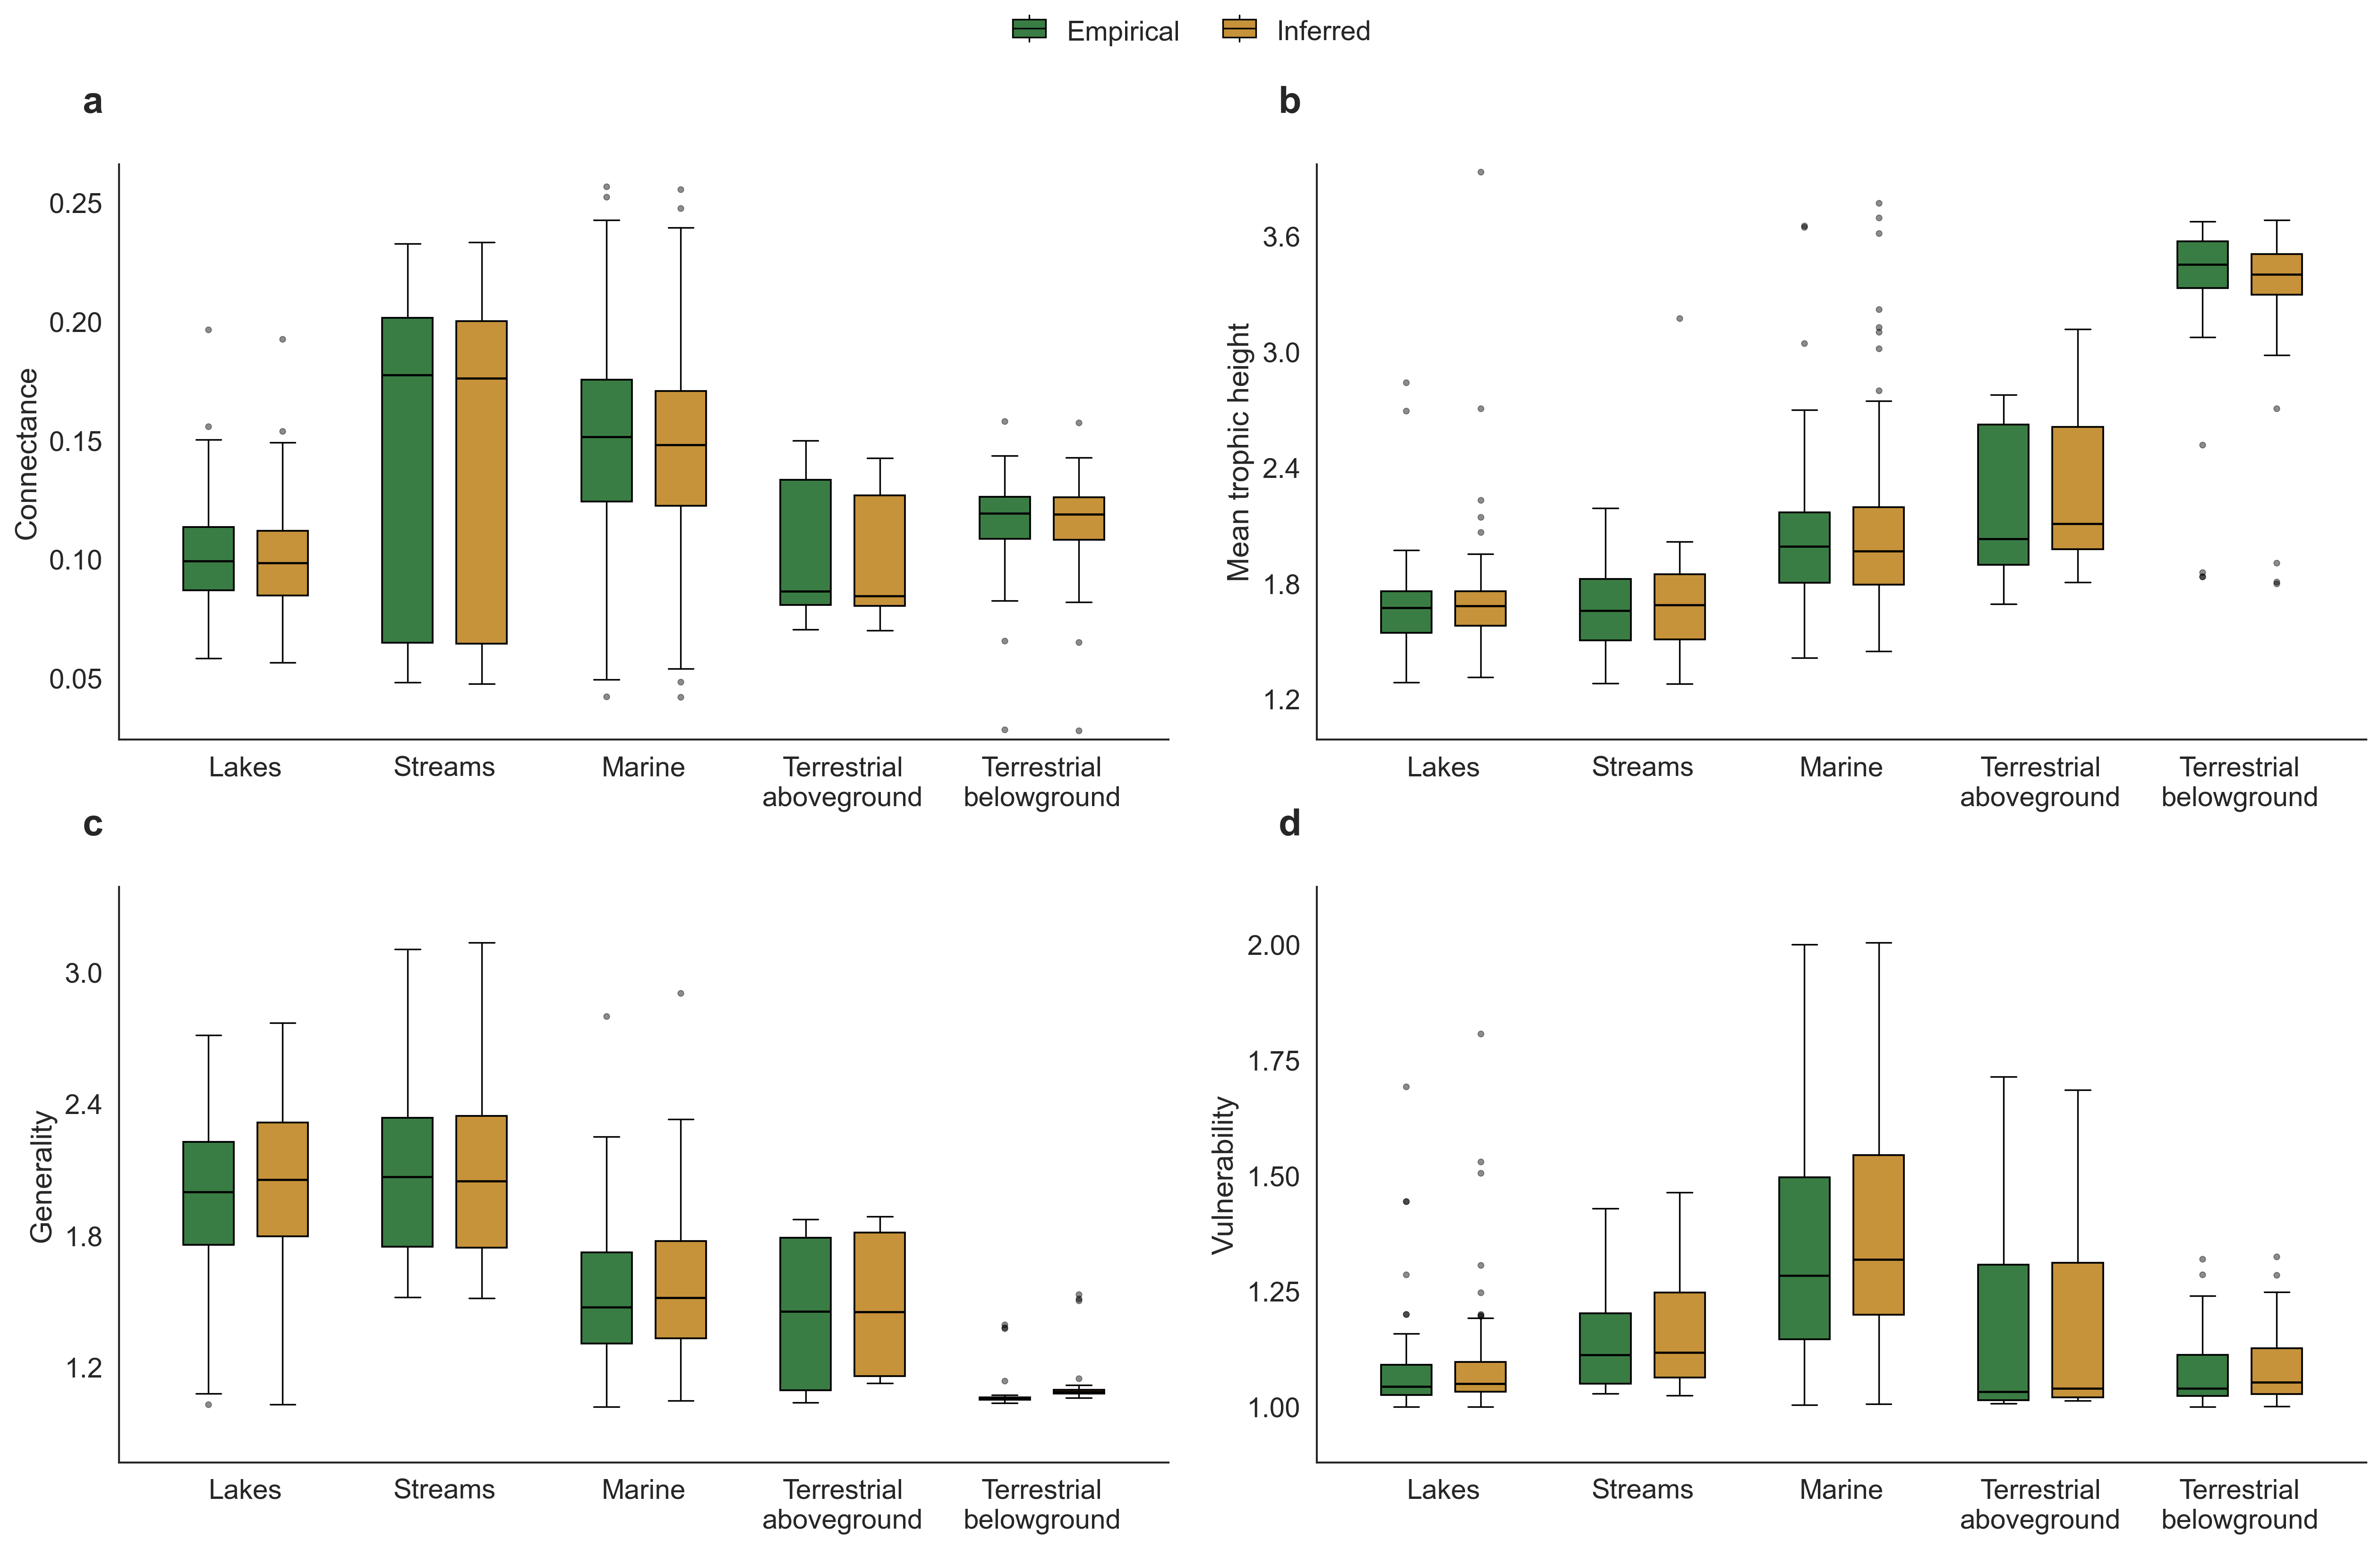 Empirical Inferred
a
Connectance
0.25
0.20
0.15
0.10
0.05
Lakes Streams Marine Terrestrial Terrestrial
aboveground belowground
b
Mean trophic height
3.6
3.0
2.4
1.8
1.2
Lakes Streams Marine Terrestrial Terrestrial
aboveground belowground
c
Generality
3.0
2.4
1.8
1.2
Lakes Streams Marine Terrestrial Terrestrial
aboveground belowground
d
Vulnerability
2.00
1.75
1.50
1.25
1.00
Lakes Streams Marine Terrestrial Terrestrial
aboveground belowground